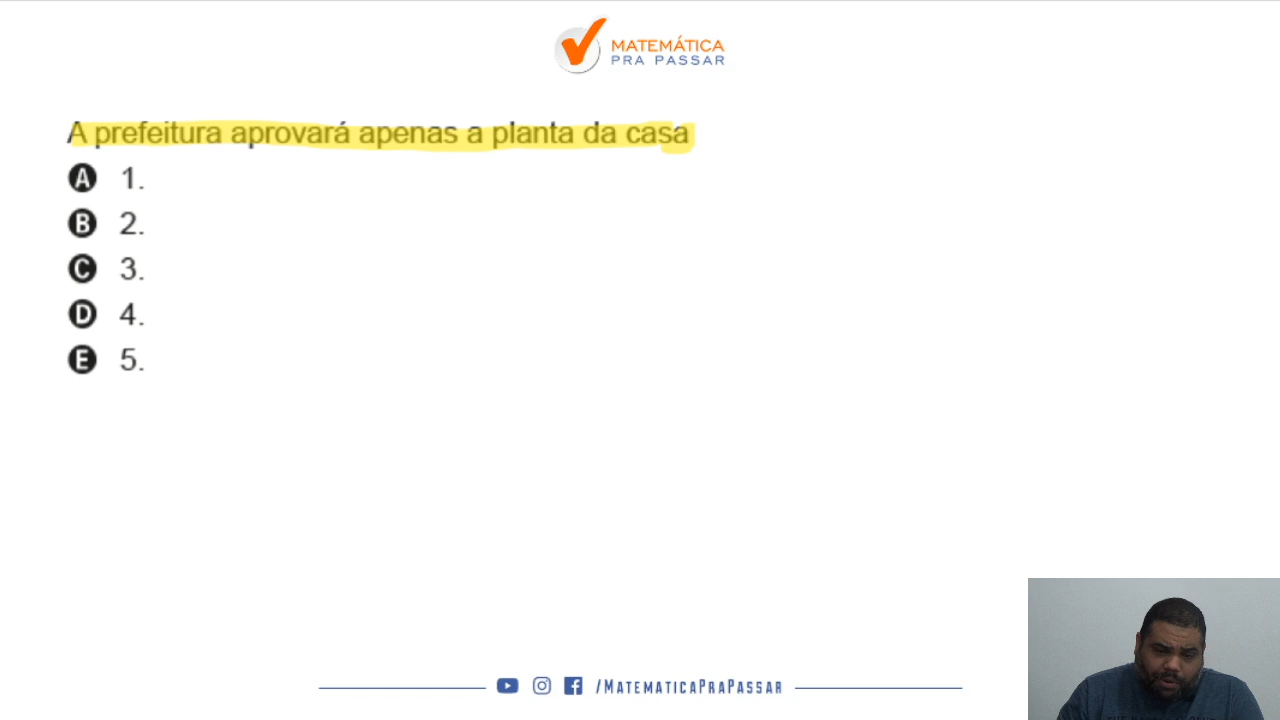 MATEMÁTICA
PRA PASSAR
A prefeitura aprovará apenas a planta da casa
A 1.
B 2.
C 3.
D 4.
E 5.
/MATEMATICAPRAPASSAR